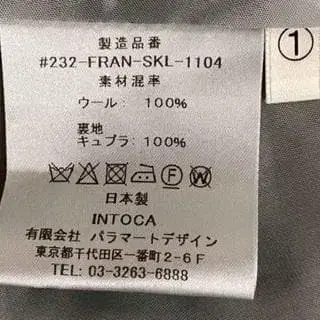 製造品番
#232-FRAN-SKL-1104
素材混率
ウール： 100%
裏地
キュプラ： 100%
F W
日本製
INTOCA
有限会社 パラマートデザイン
東京都千代田区一番町２−６Ｆ
TEL: 03-3263-6888
①